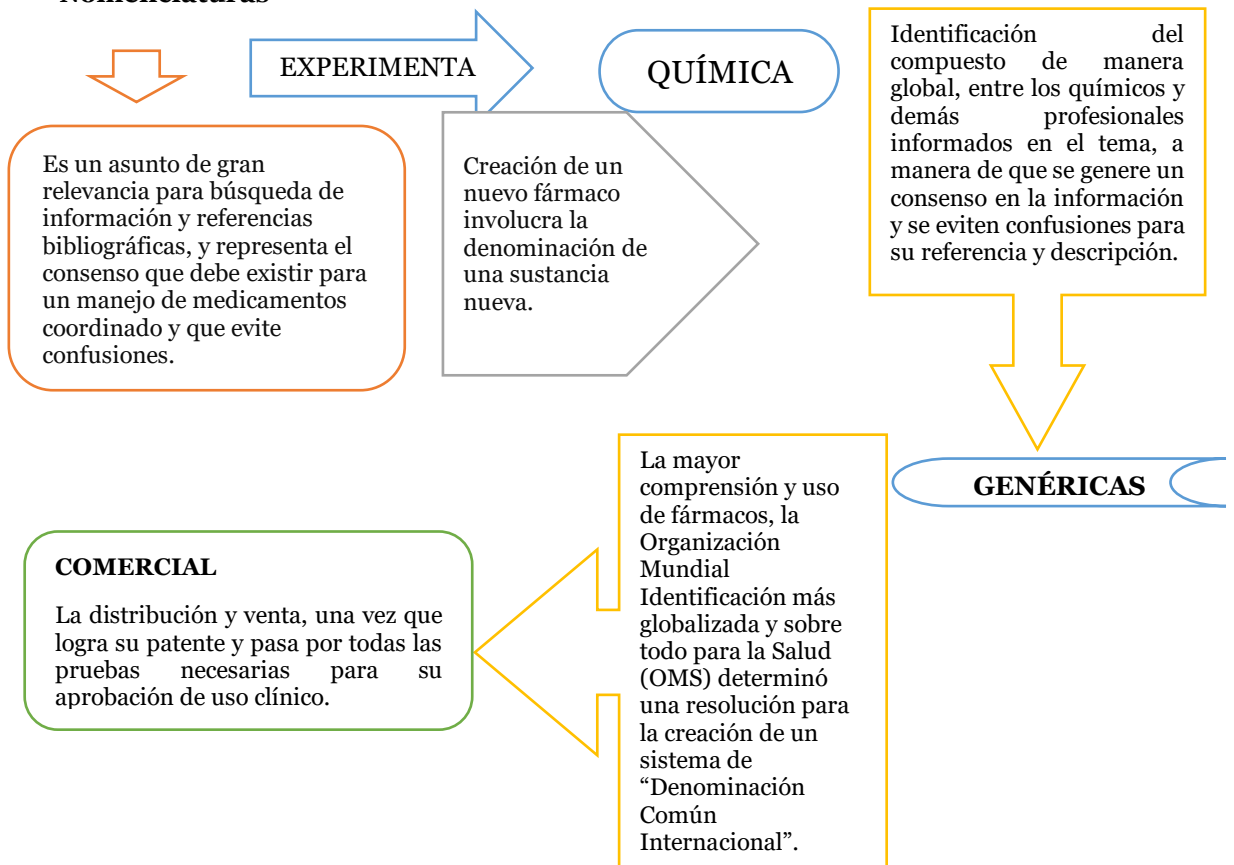 Nomenclaturas
EXPERIMENTA
QUÍMICA
Es un asunto de gran
relevancia para búsqueda de
información y referencias
bibliográficas, y representa el
consenso que debe existir para
un manejo de medicamentos
coordinado y que evite
confusiones.
Creación de un
nuevo fármaco
involucra la
denominación de
una sustancia
nueva.
Identificación del
compuesto de manera
global, entre los químicos y
demás profesionales
informados en el tema, a
manera de que se genere un
consenso en la información
y se eviten confusiones para
su referencia y descripción.
GENÉRICAS
La mayor
comprensión y uso
de fármacos, la
Organización
Mundial
Identificación más
globalizada y sobre
todo para la Salud
(OMS) determinó
una resolución para
la creación de un
sistema de
“Denominación
Común
Internacional”.
COMERCIAL
La distribución y venta, una vez que
logra su patente y pasa por todas las
pruebas necesarias para su
aprobación de uso clínico.